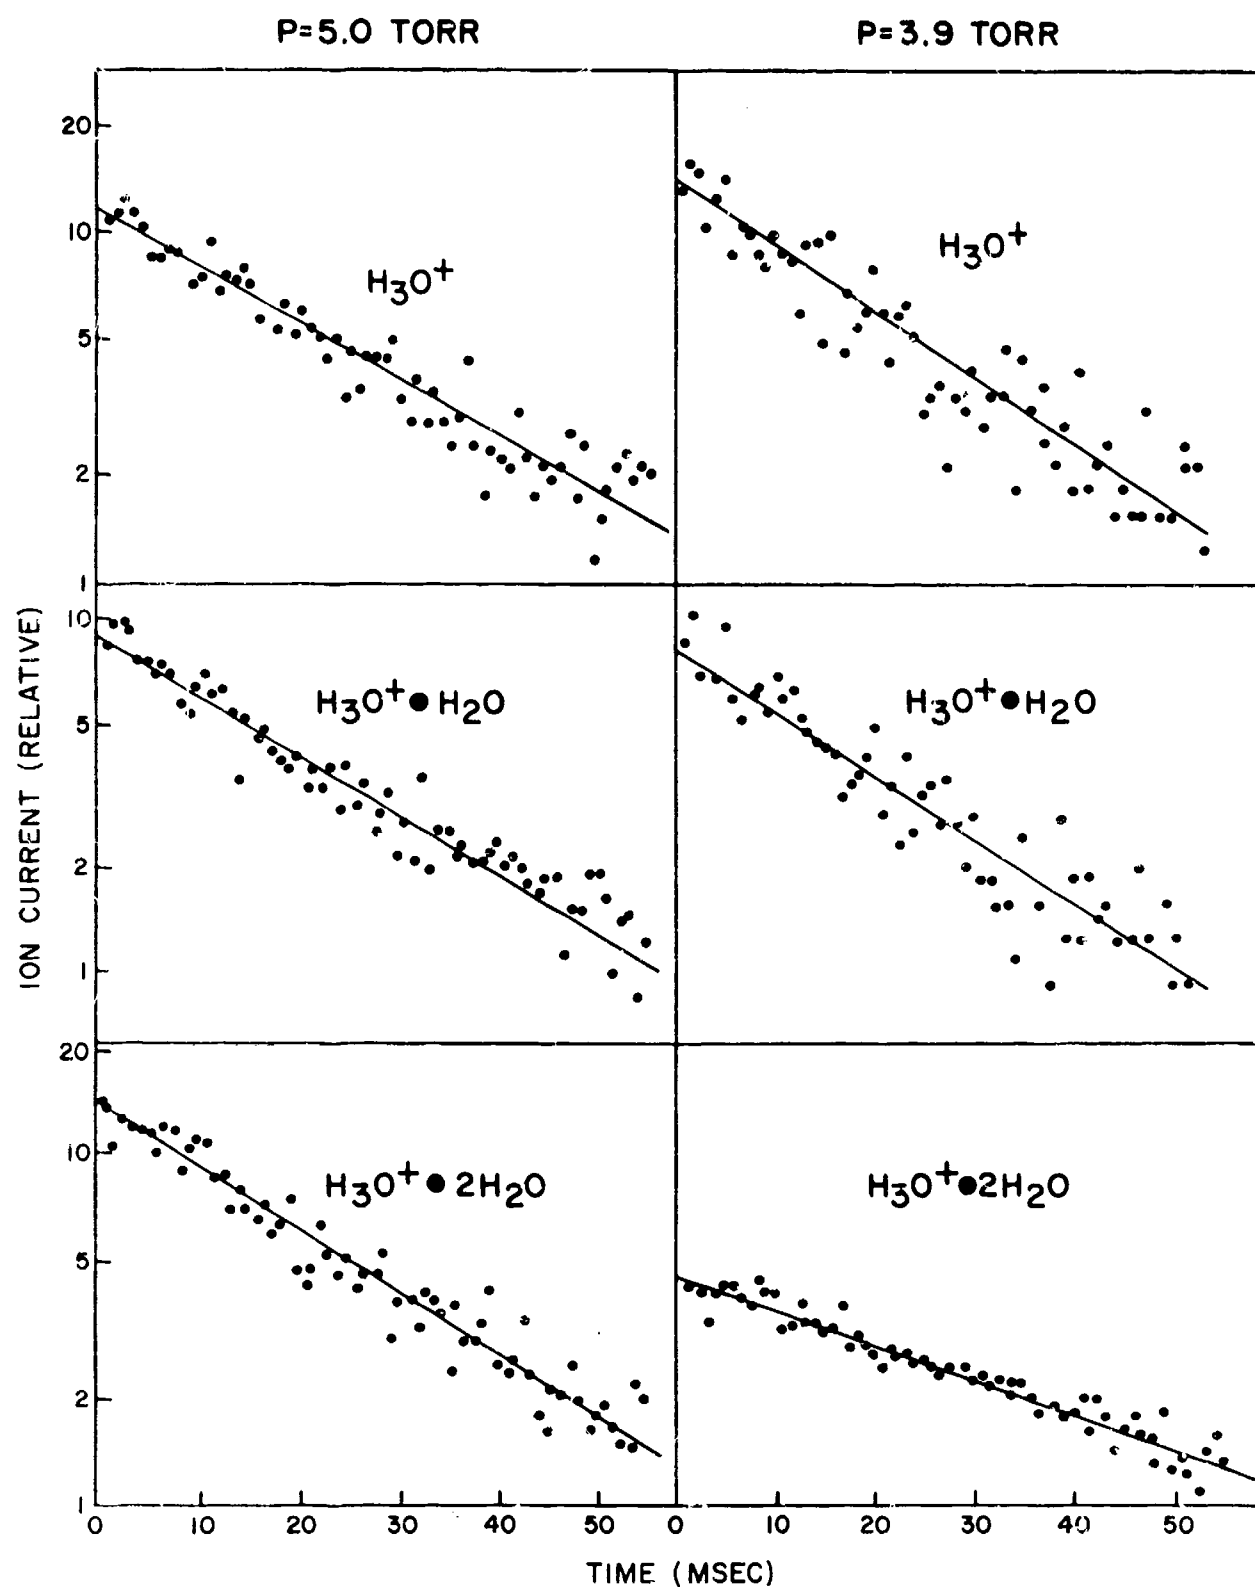 P=5.0 TORR
P=3.9 TORR
20
10
5
2
1
H3O+
H3O+
ION CURRENT (RELATIVE)
10
5
2
1
H3O+●H2O
H3O+●H2O
20
10
5
2
1
H3O+●2H2O
H3O+●2H2O
0 10 20 30 40 50 0 10 20 30 40 50
TIME (MSEC)